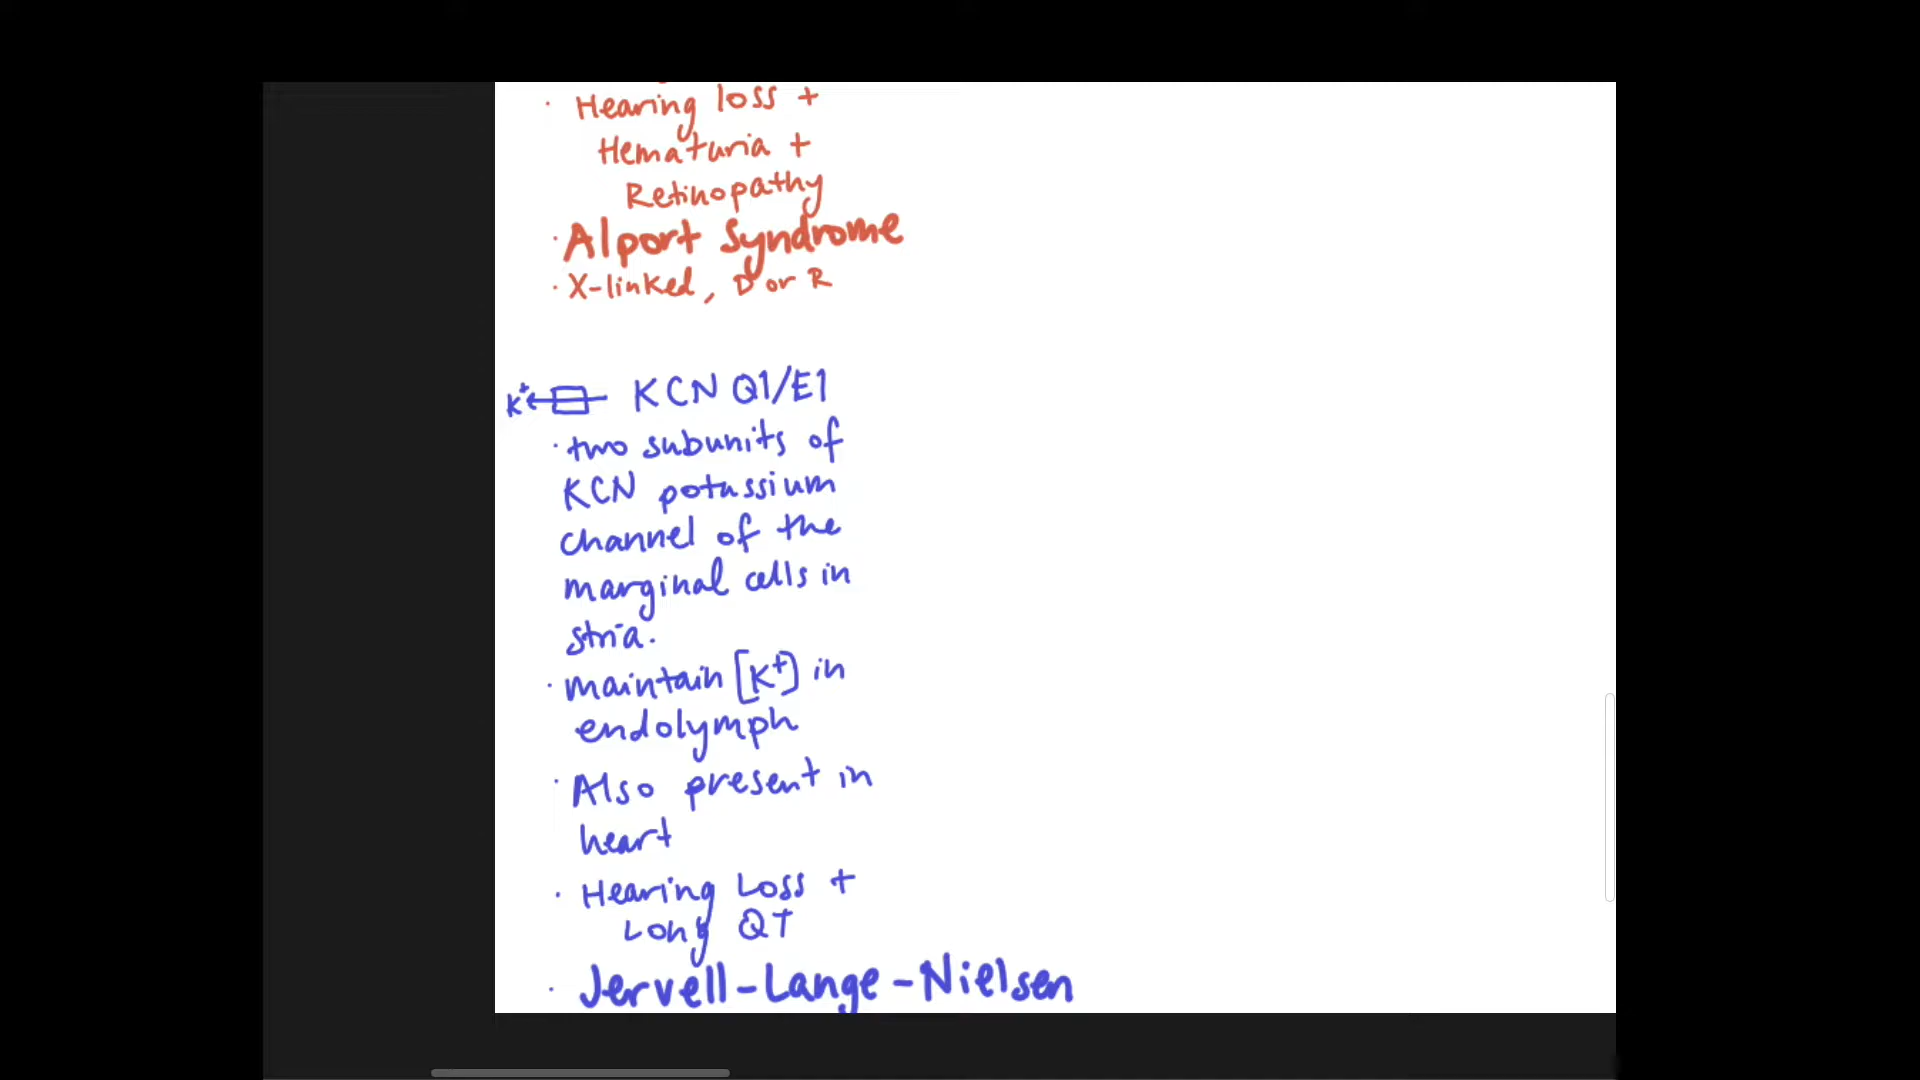 · Hearing loss +
Hematuria +
Retinopathy
· Alport Syndrome
· X-linked, D or R
K+ KCN Q1/E1
· two subunits of
KCN potassium
channel of the
marginal cells in
stria.
· maintain [K+] in
endolymph
· Also present in
heart
· Hearing Loss +
Long QT
· Jervell-Lange-Nielsen